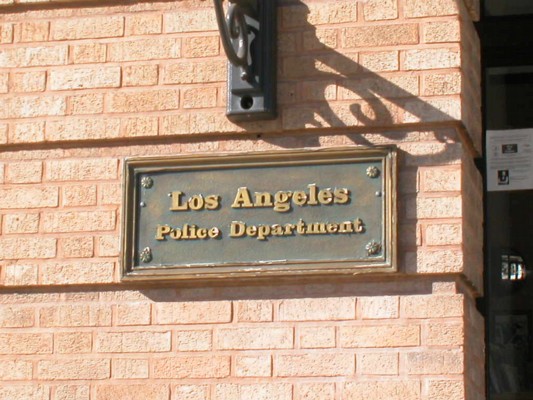 Los Angeles
Police Department